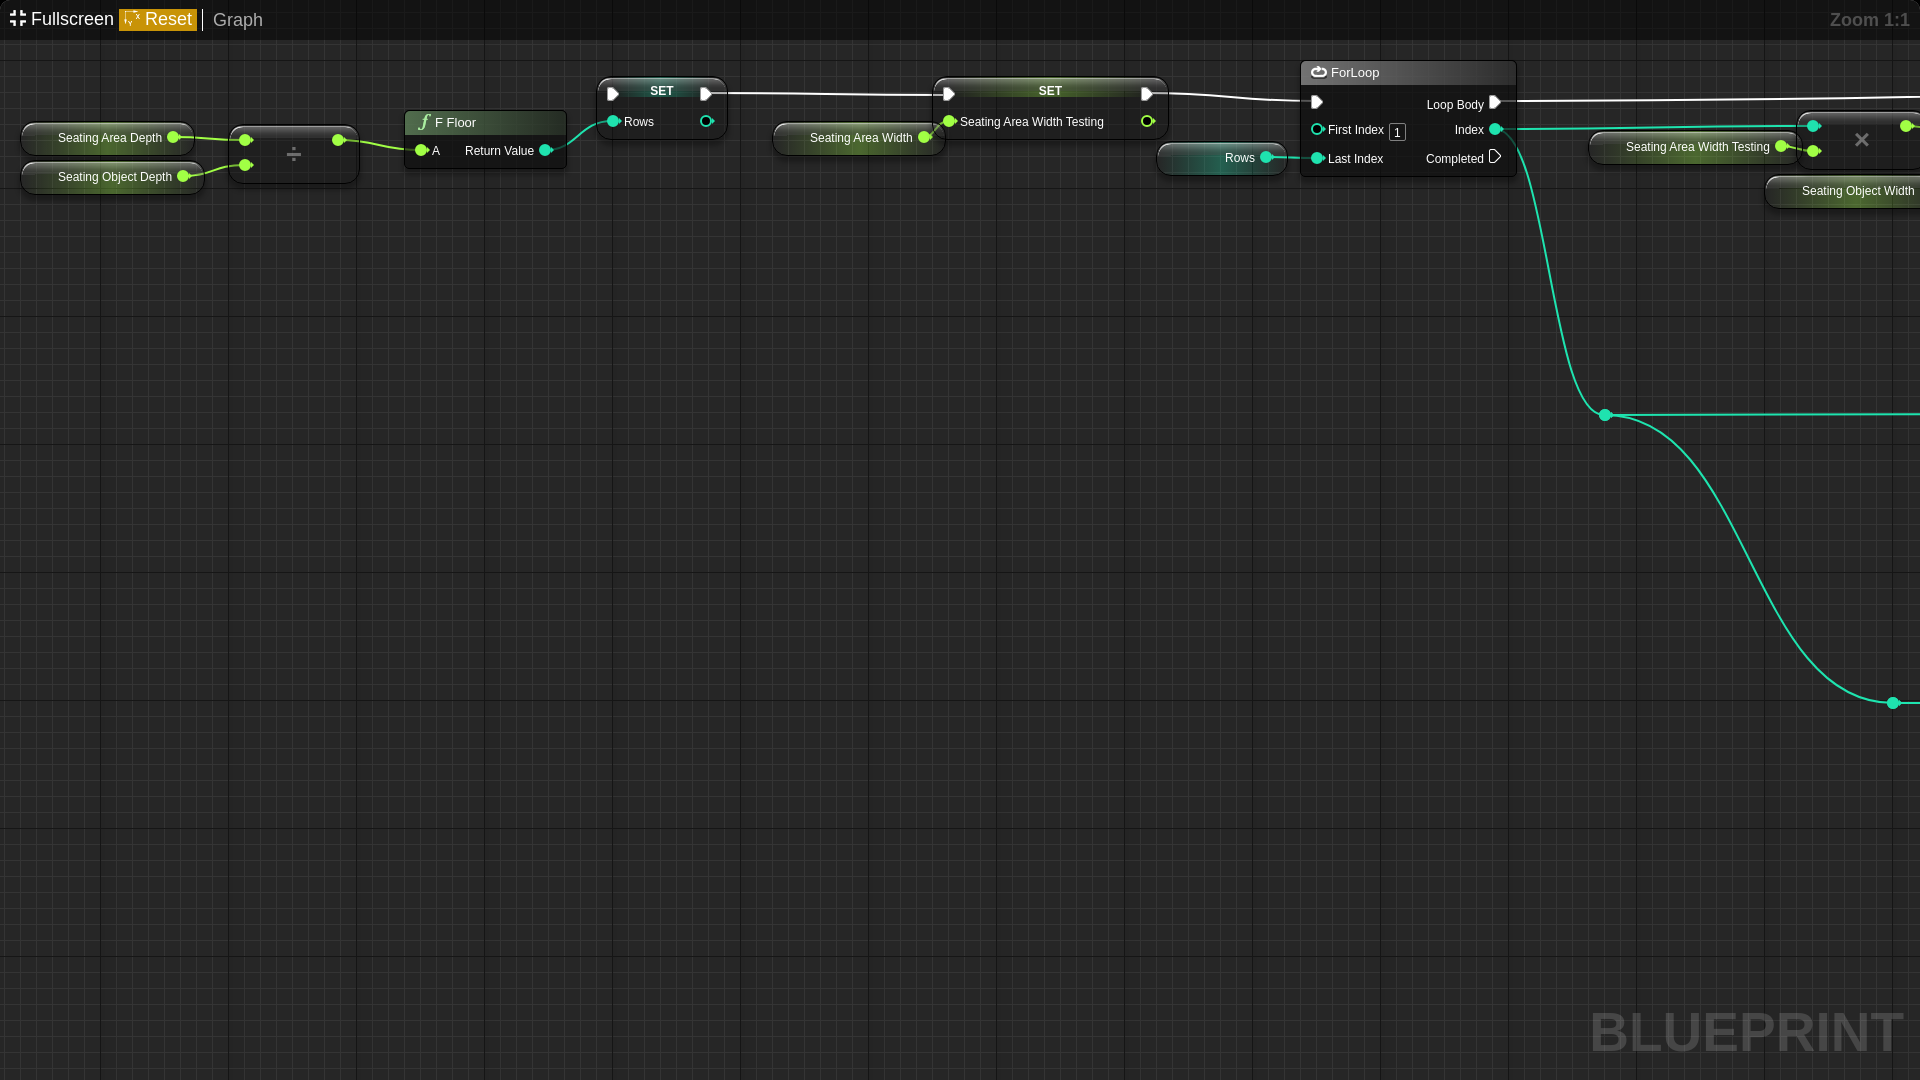 Fullscreen Reset Graph Zoom 1:1
Seating Area Depth
Seating Object Depth
÷
F Floor
A Return Value
SET
Rows
Seating Area Width
SET
Seating Area Width Testing
Rows
ForLoop
Loop Body
First Index 1 Index
Last Index Completed
Seating Area Width Testing
×
Seating Object Width
BLUEPRINT